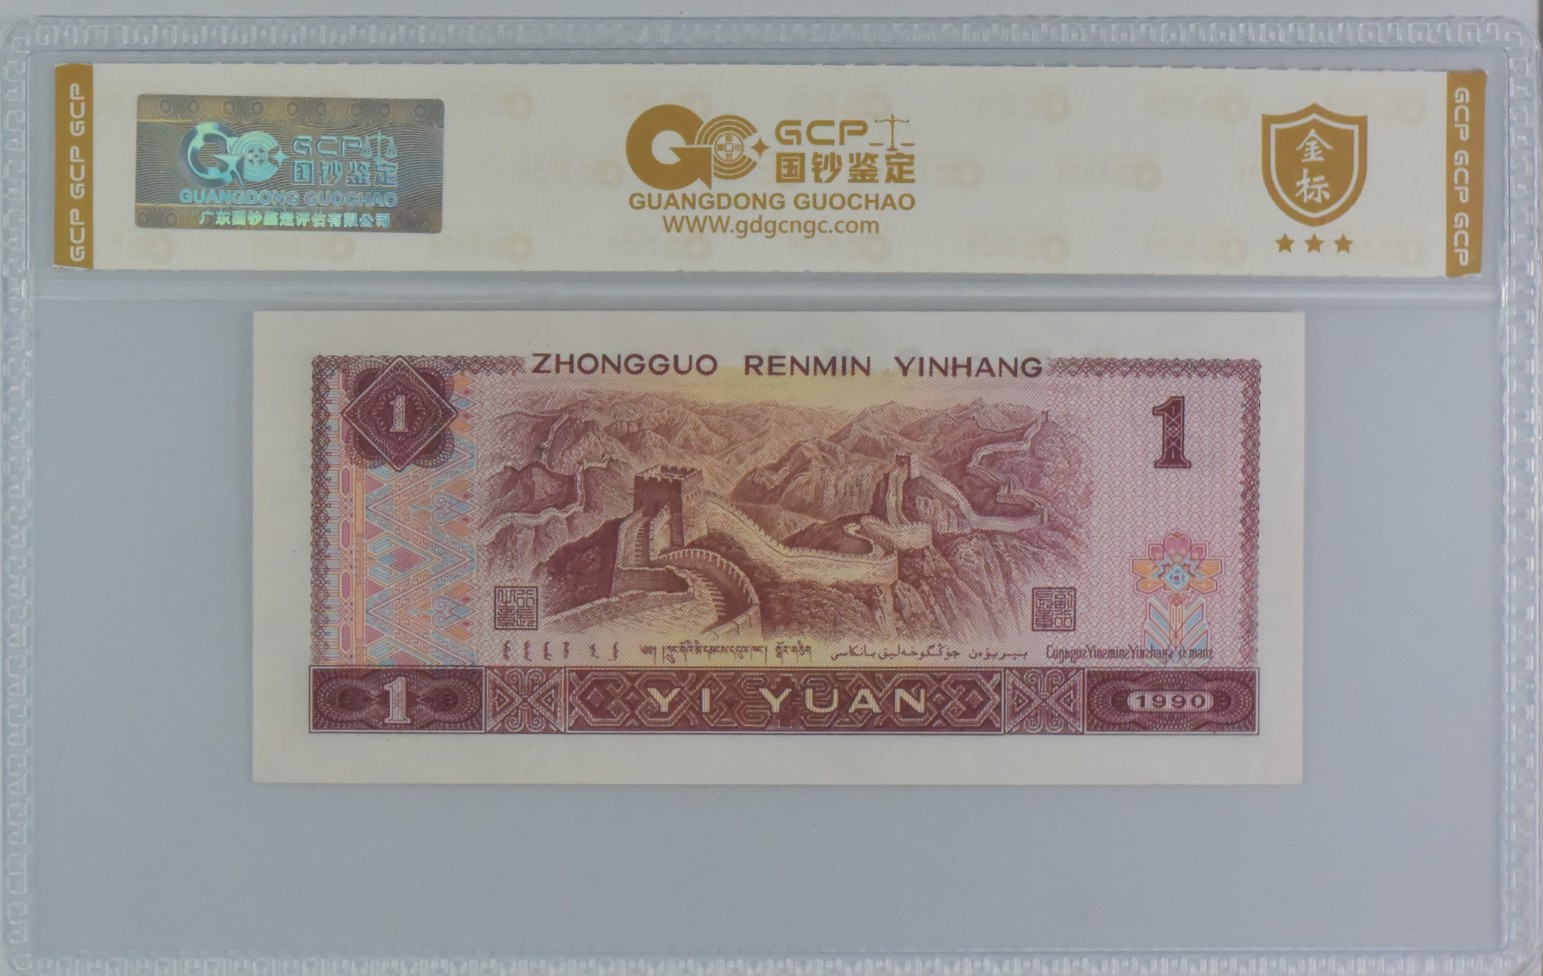 GCP GCP GCP
GCP
国钞鉴定
GUANGDONG GUOCHAO
广东国钞鉴定评估有限公司
GCP
国钞鉴定
GUANGDONG GUOCHAO
www.gdgcngc.com
金
标
GCP GCP GCP
ZHONGGUO RENMIN YINHANG
1
1
1
YI YUAN
1990